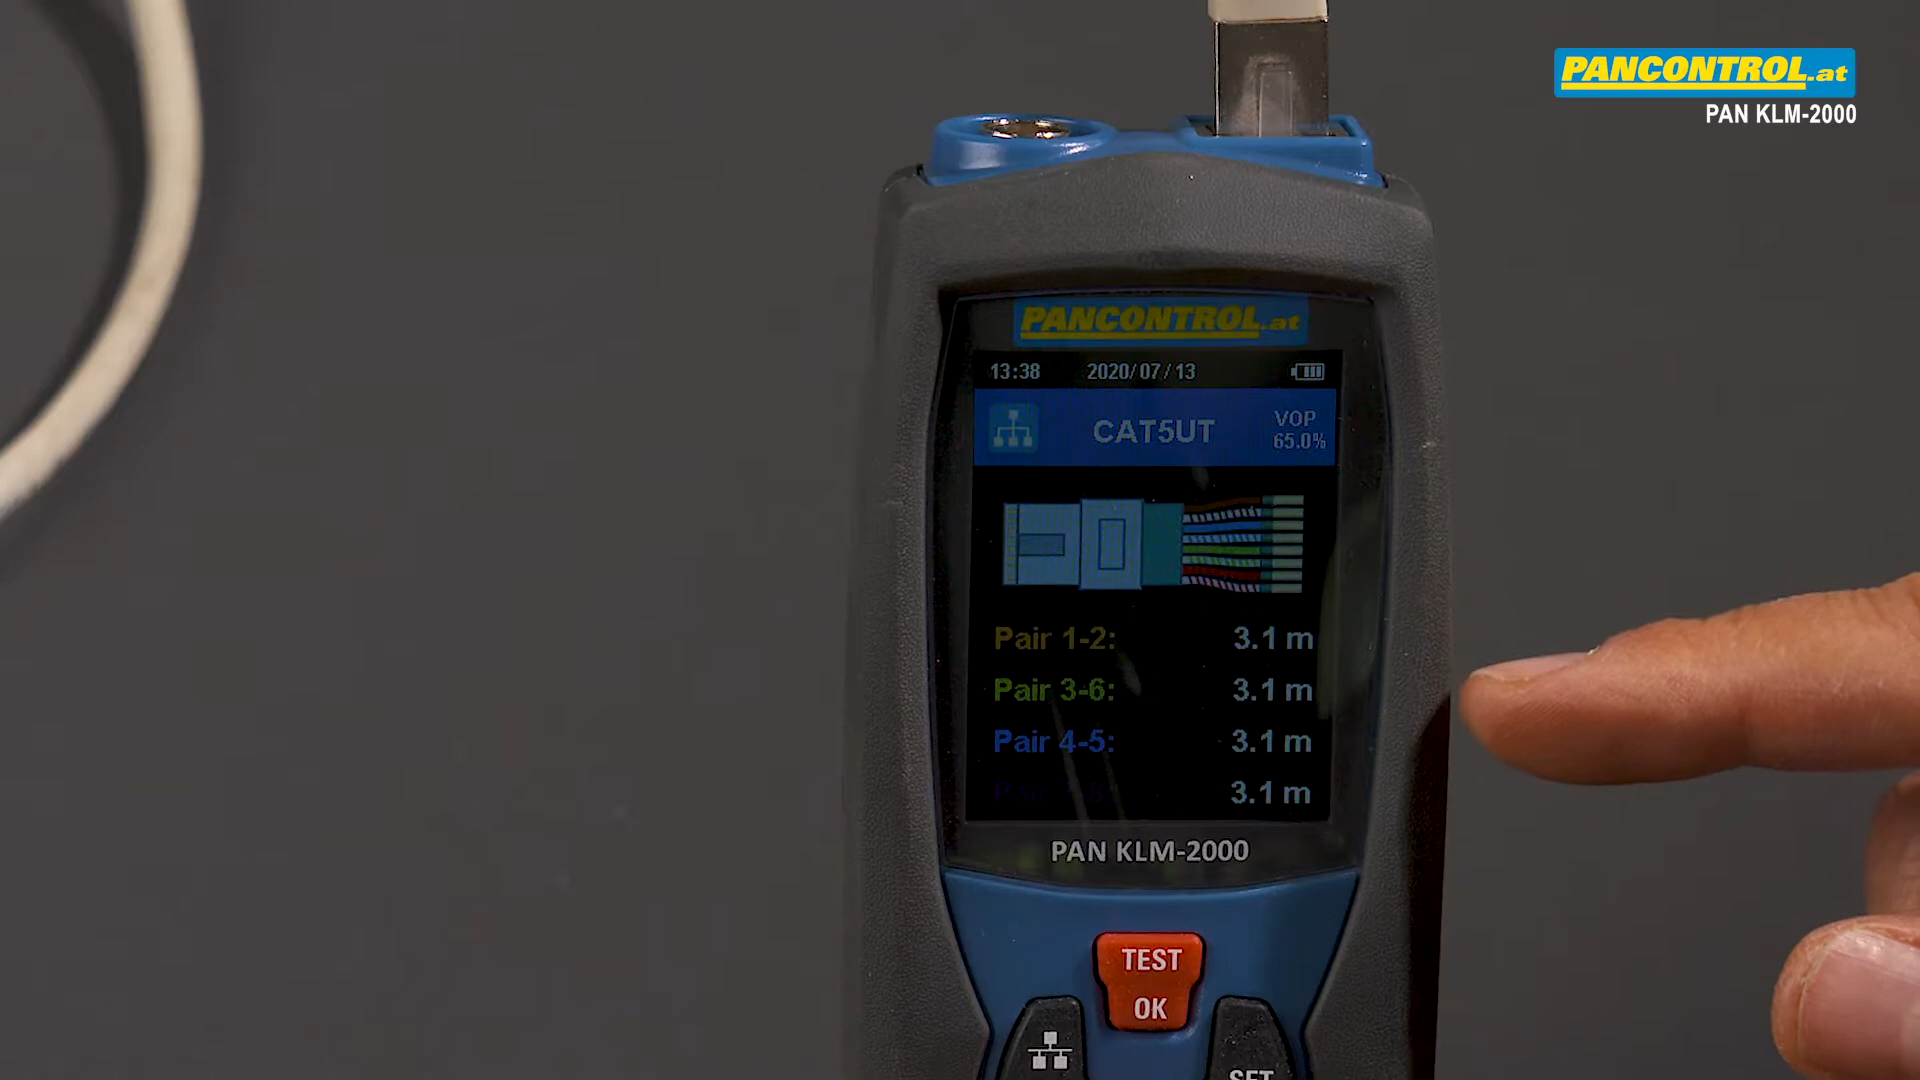 PANCONTROL.at
PAN KLM-2000
PANCONTROL.at
13:38 2020/07/13
CAT5UT
VOP
65.0%
Pair 1-2: 3.1 m
Pair 3-6: 3.1 m
Pair 4-5: 3.1 m
Pair 3.1 m
PAN KLM-2000
TEST
OK
SET